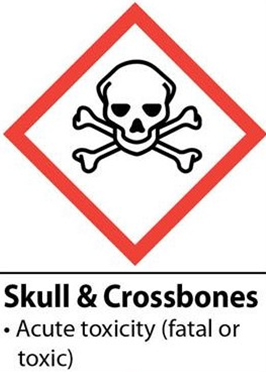 Skull & Crossbones
• Acute toxicity (fatal or
toxic)